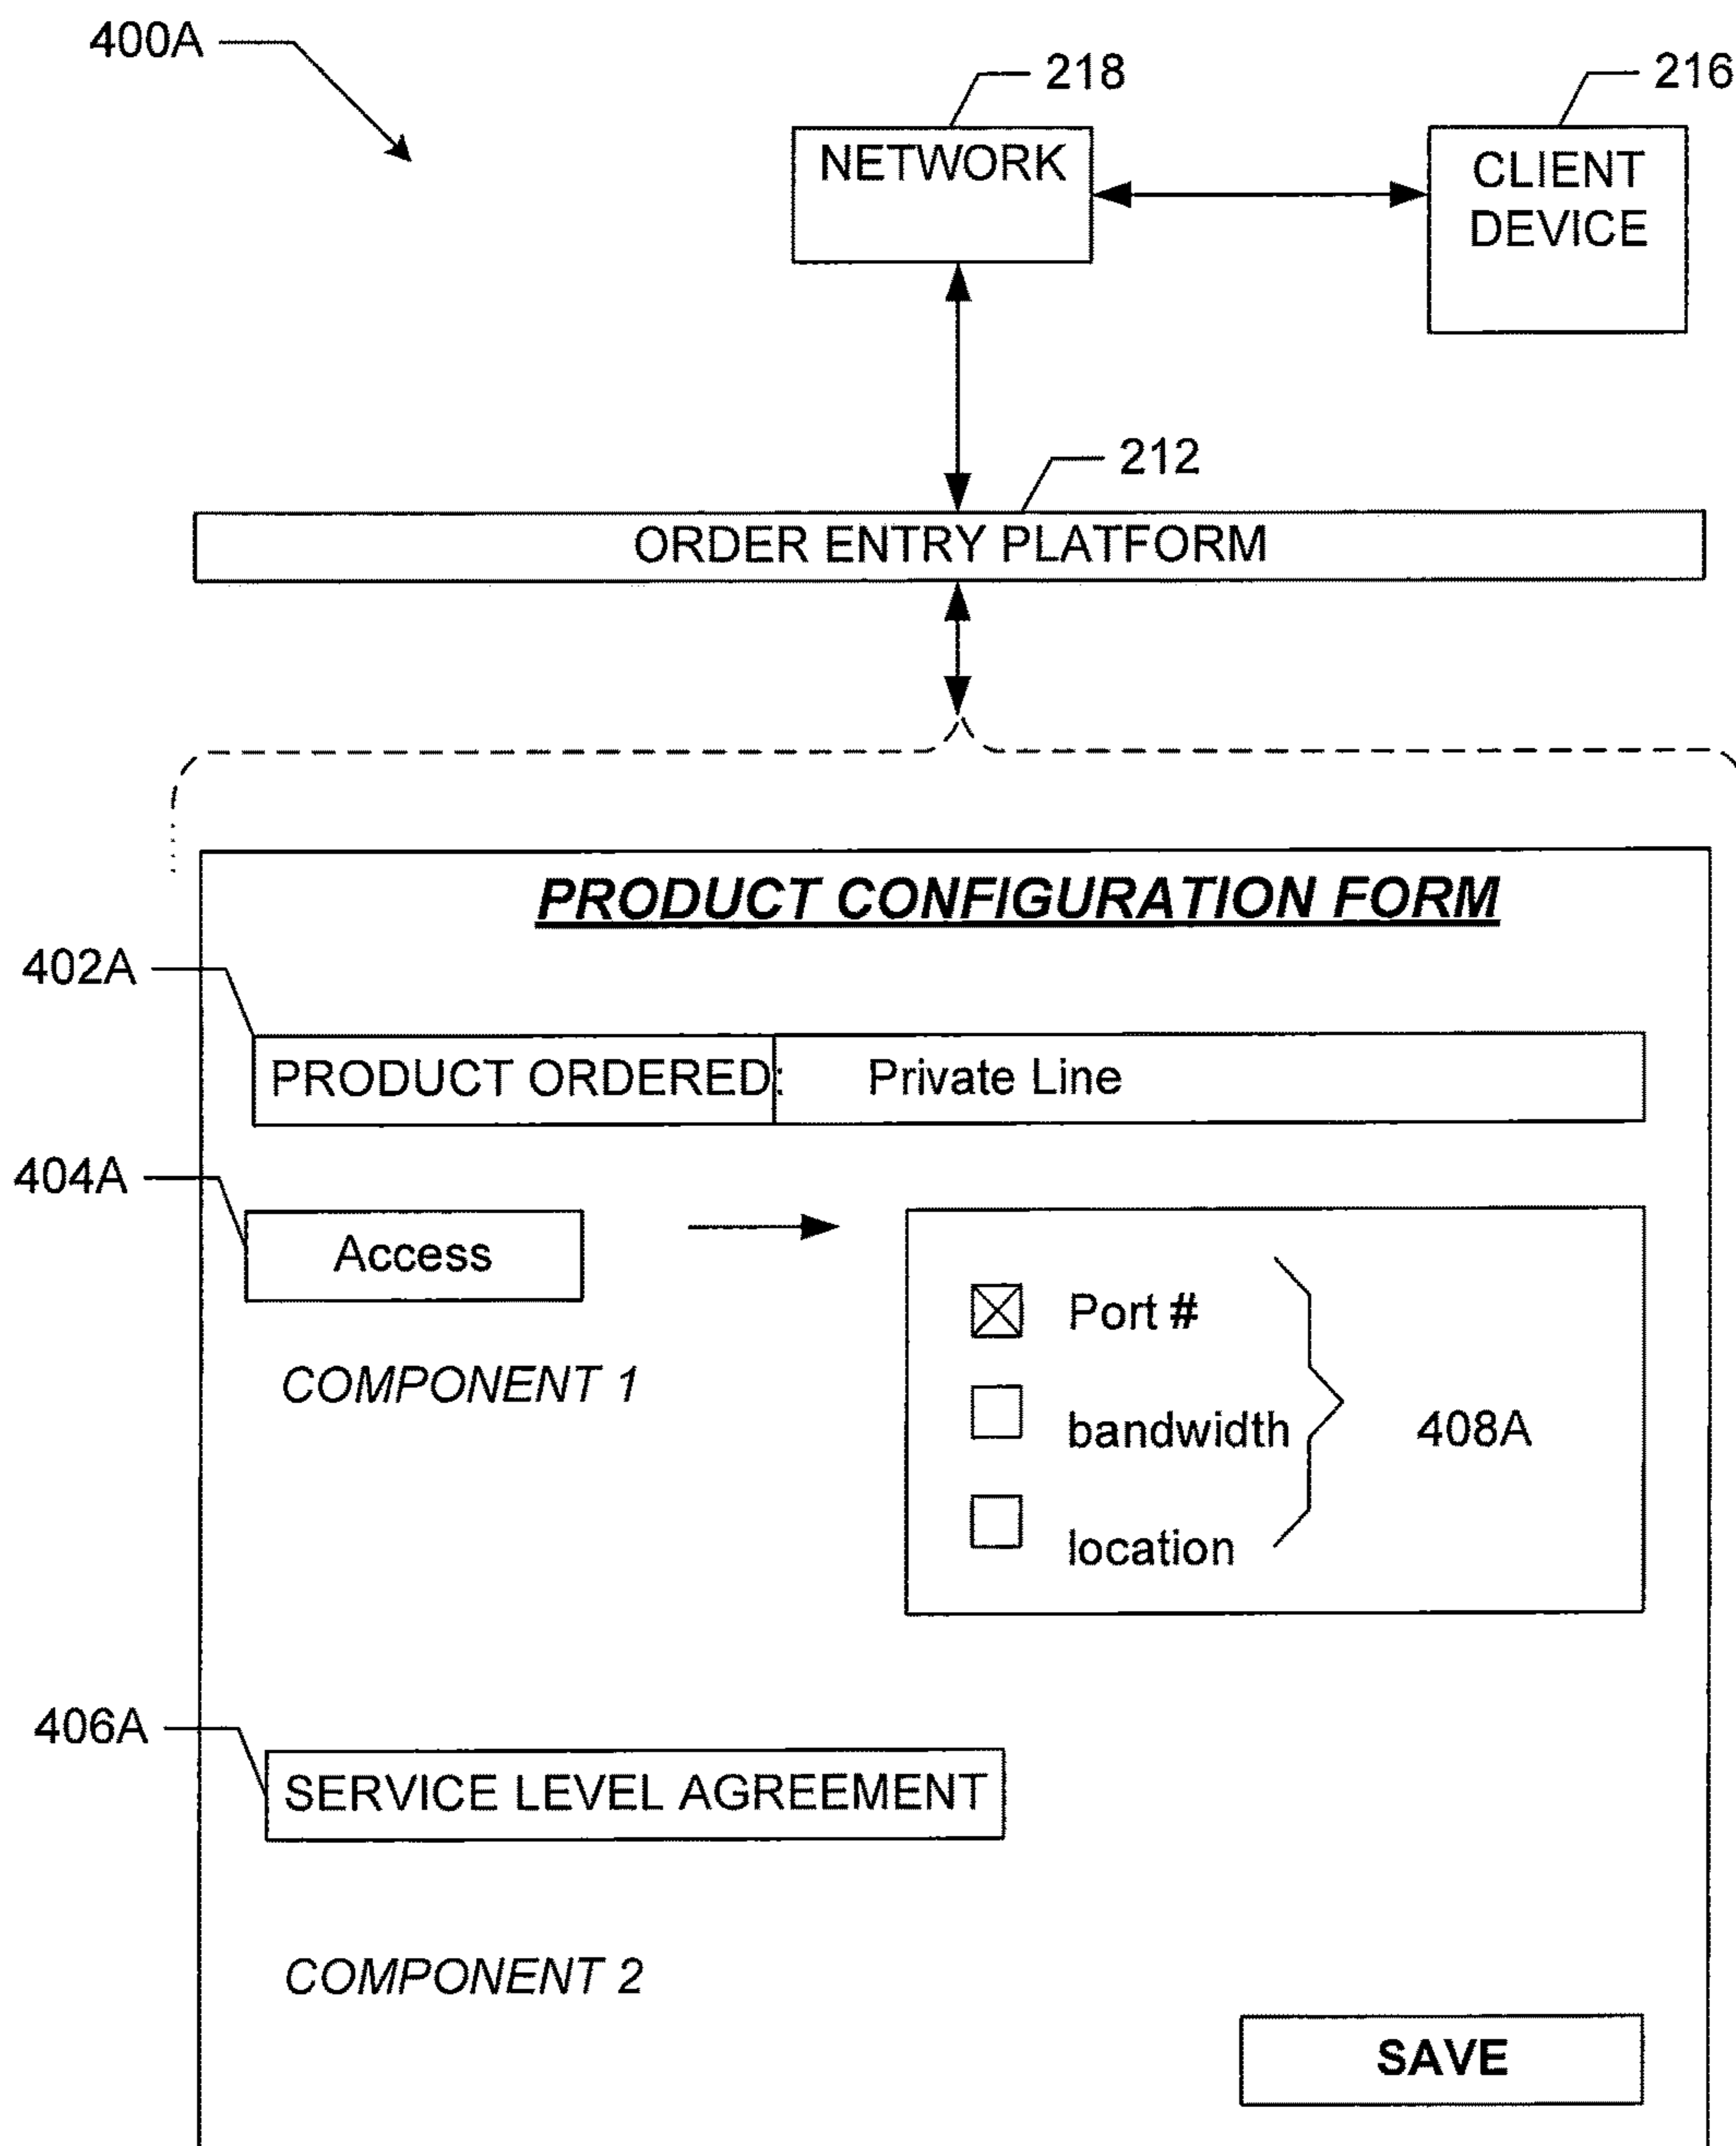 400A
218
216
NETWORK
CLIENT
DEVICE
212
ORDER ENTRY PLATFORM
PRODUCT CONFIGURATION FORM
402A
PRODUCT ORDERED: Private Line
404A
Access
Port #
COMPONENT 1
bandwidth
408A
location
406A
SERVICE LEVEL AGREEMENT
COMPONENT 2
SAVE